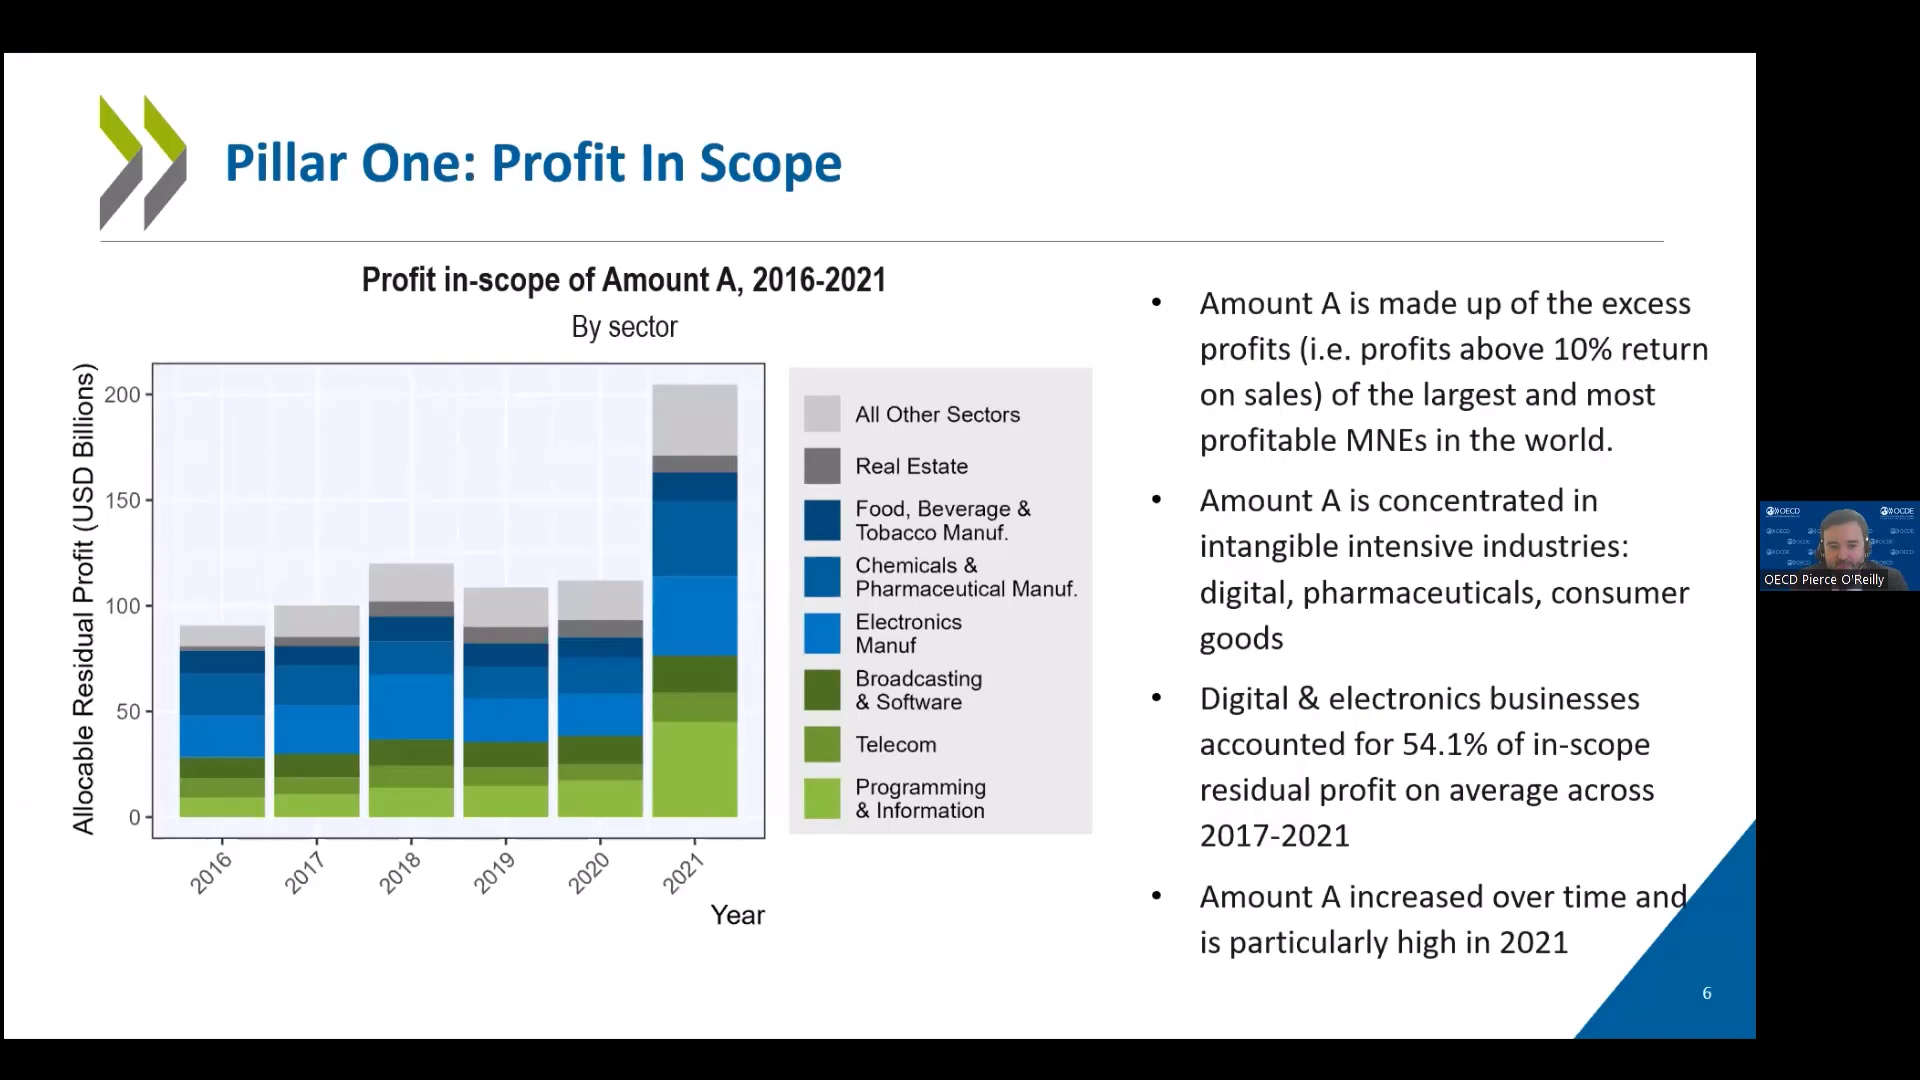 Pillar One: Profit In Scope
Profit in-scope of Amount A, 2016-2021
By sector
Allocable Residual Profit (USD Billions)
200
150
100
50
0
2016
2017
2018
2019
2020
2021
Year
All Other Sectors
Real Estate
Food, Beverage &
Tobacco Manuf.
Chemicals &
Pharmaceutical Manuf.
Electronics
Manuf
Broadcasting
& Software
Telecom
Programming
& Information
• Amount A is made up of the excess
profits (i.e. profits above 10% return
on sales) of the largest and most
profitable MNEs in the world.
• Amount A is concentrated in
intangible intensive industries:
digital, pharmaceuticals, consumer
goods
• Digital & electronics businesses
accounted for 54.1% of in-scope
residual profit on average across
2017-2021
• Amount A increased over time and
is particularly high in 2021
6
OECD
OCDE
OECD Pierce O'Reilly